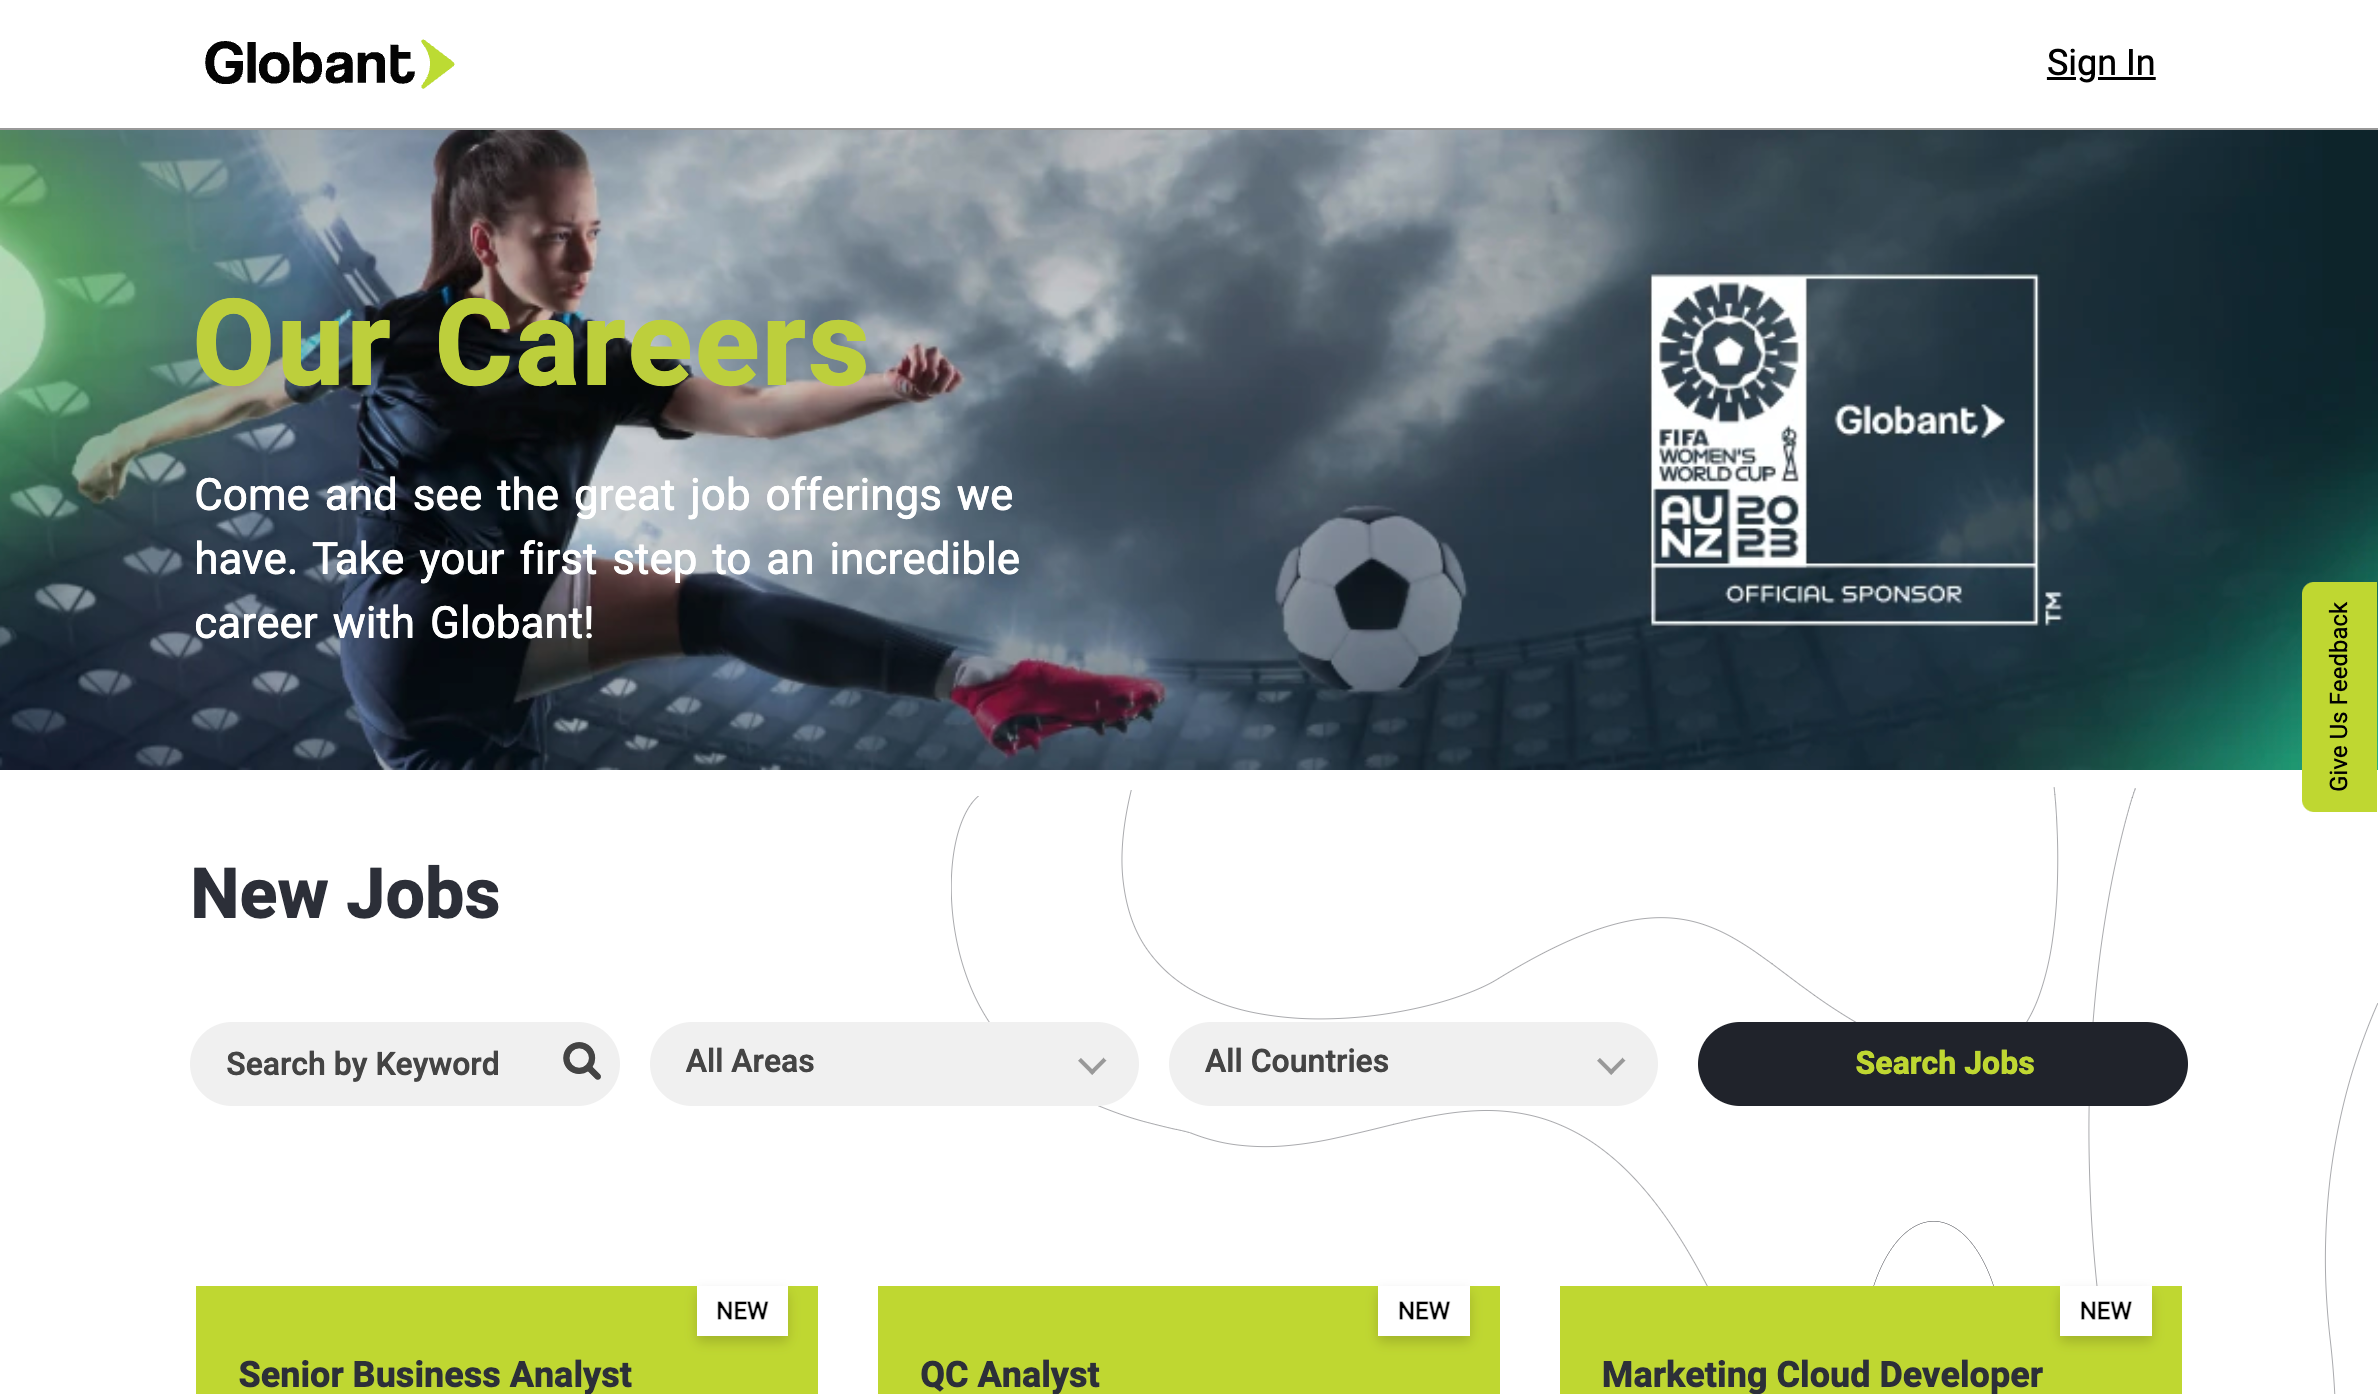 Globant
Sign In
Our Careers
Come and see the great job offerings we
have. Take your first step to an incredible
career with Globant!
FIFA
WOMEN'S
WORLD CUP
AU 20
NZ 23
Globant
OFFICIAL SPONSOR
TM
Give Us Feedback
New Jobs
Search by Keyword
All Areas
All Countries
Search Jobs
NEW
Senior Business Analyst
NEW
QC Analyst
NEW
Marketing Cloud Developer